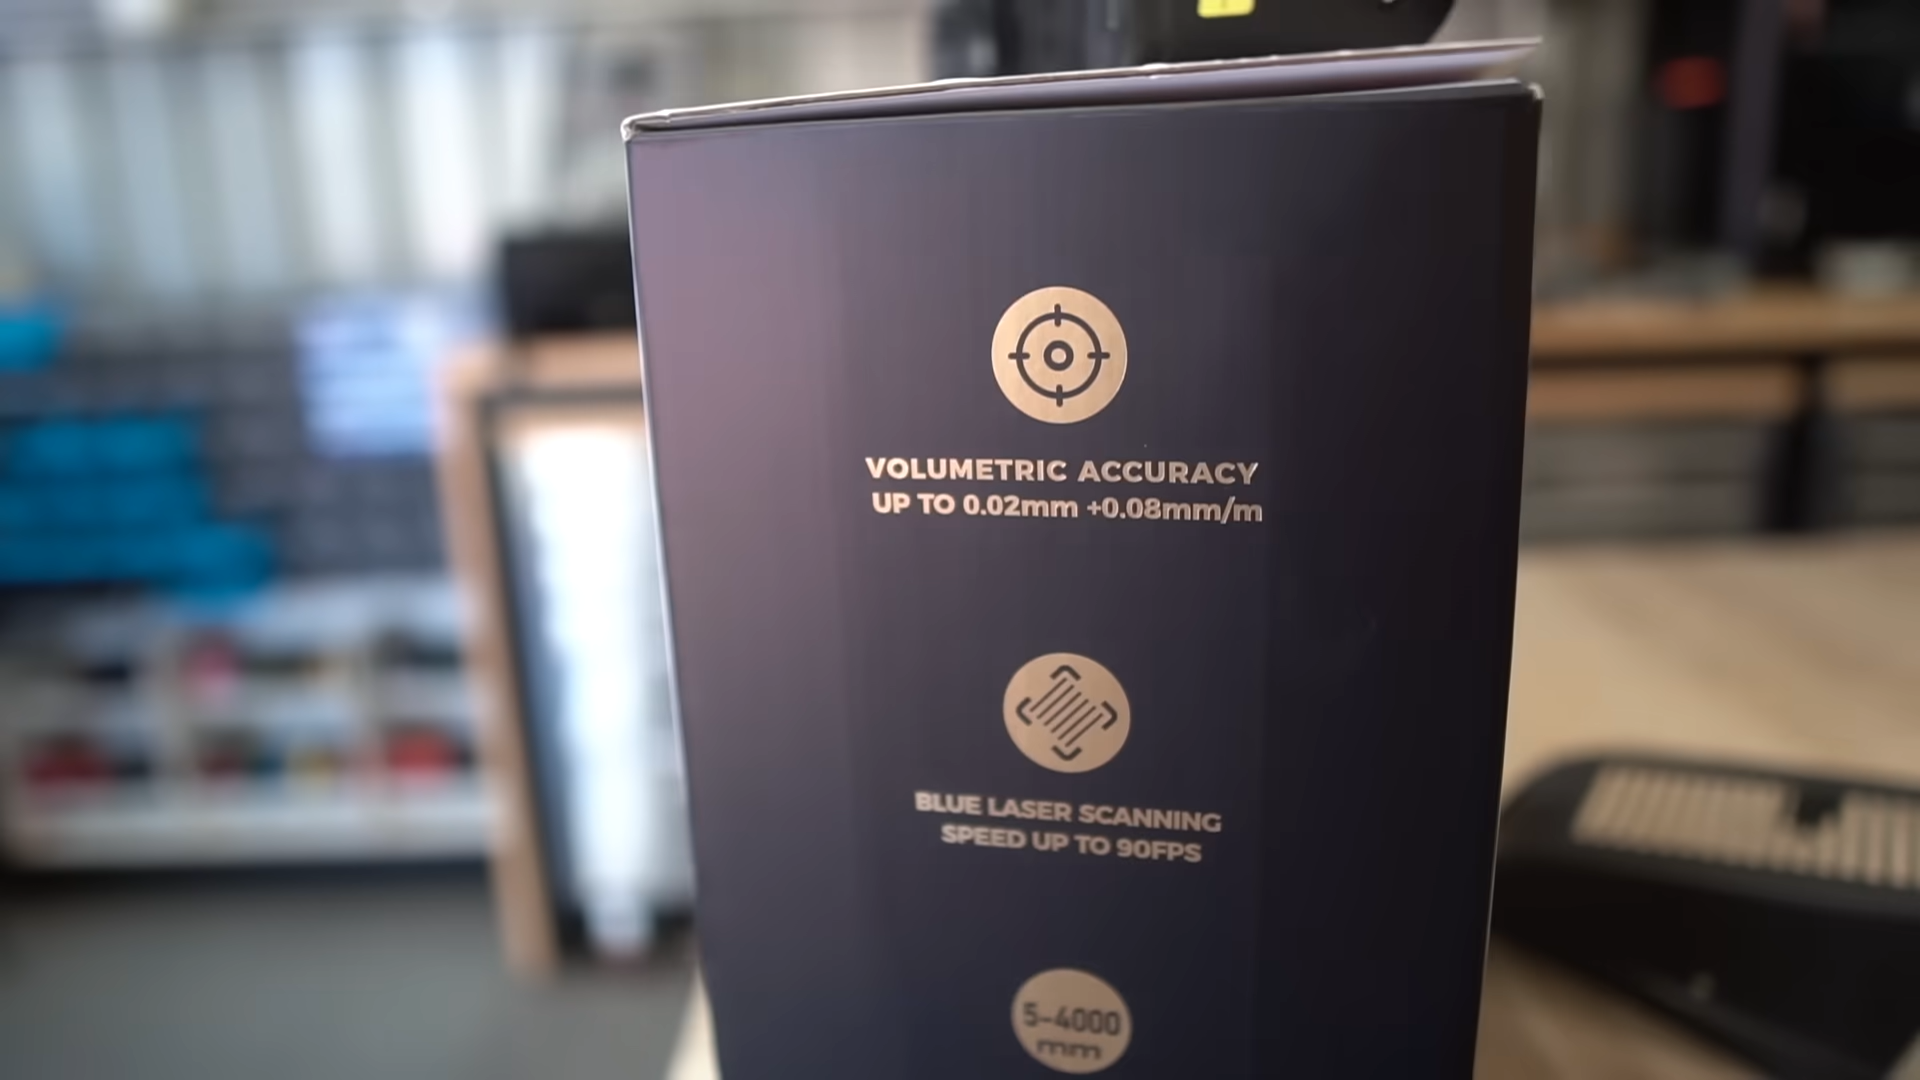 VOLUMETRIC ACCURACY
UP TO 0.02mm +0.08mm/m
BLUE LASER SCANNING
SPEED UP TO 90FPS
5-4000
mm